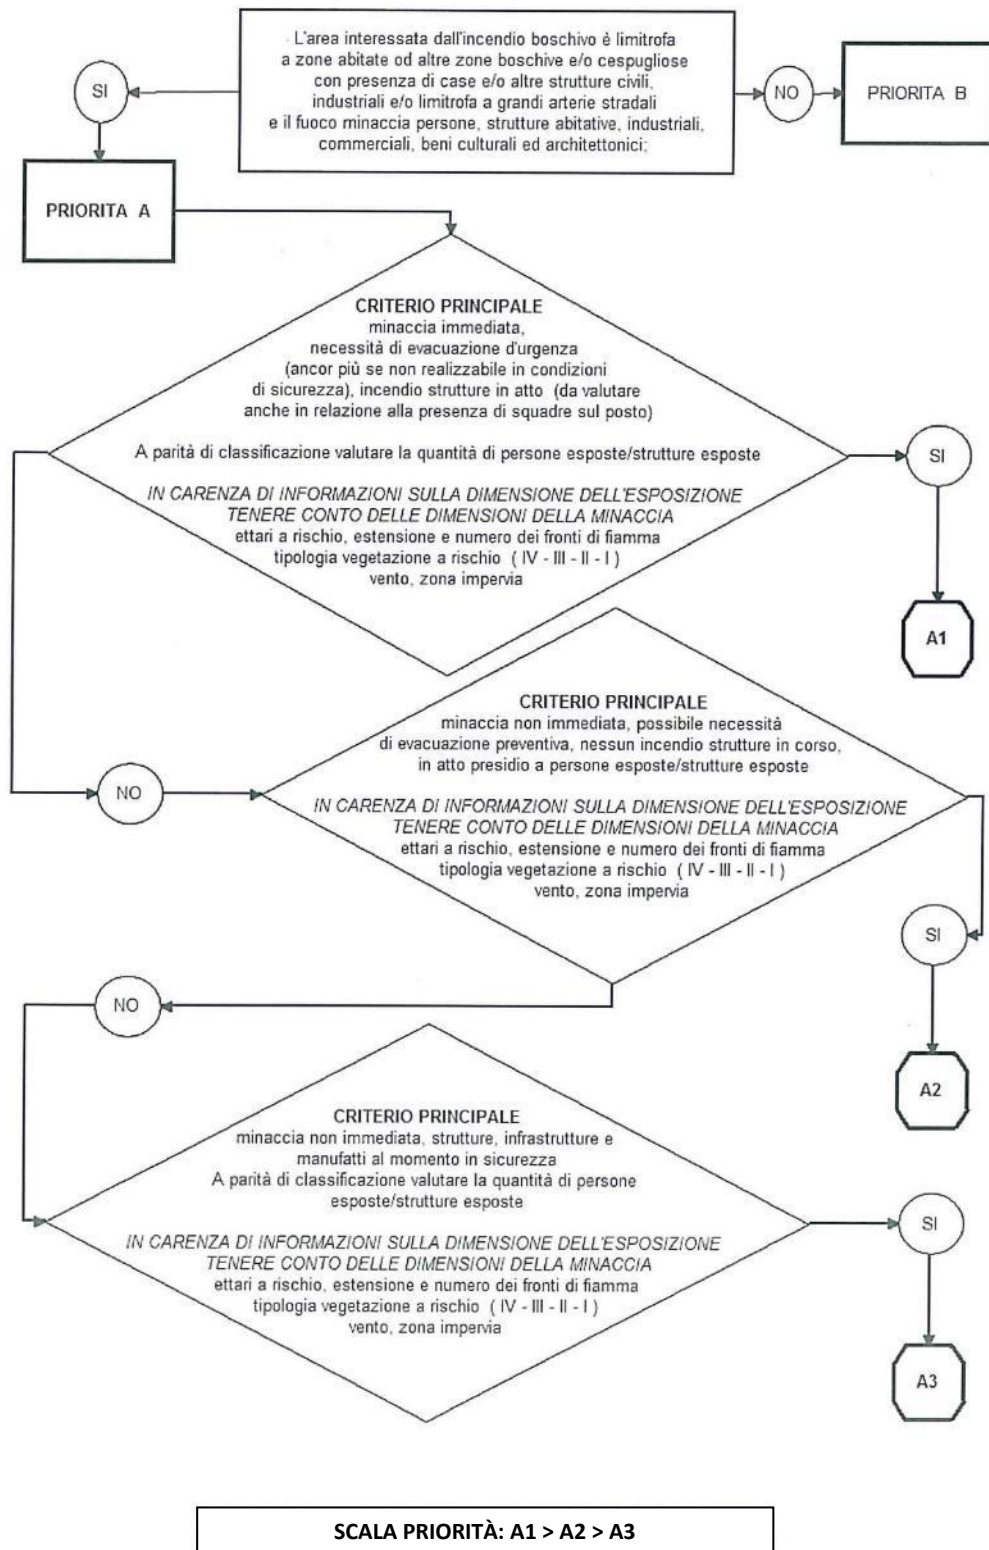 L'area interessata dall'incendio boschivo è limitrofa
a zone abitate od altre zone boschive e/o cespugliose
con presenza di case e/o altre strutture civili,
industriali e/o limitrofa a grandi arterie stradali
e il fuoco minaccia persone, strutture abitative, industriali,
commerciali, beni culturali ed architettonici;
SI
NO
PRIORITA B
PRIORITA A
CRITERIO PRINCIPALE
minaccia immediata,
necessità di evacuazione d'urgenza
(ancor più se non realizzabile in condizioni
di sicurezza), incendio strutture in atto (da valutare
anche in relazione alla presenza di squadre sul posto)
A parità di classificazione valutare la quantità di persone esposte/strutture esposte
IN CARENZA DI INFORMAZIONI SULLA DIMENSIONE DELL'ESPOSIZIONE
TENERE CONTO DELLE DIMENSIONI DELLA MINACCIA
ettari a rischio, estensione e numero dei fronti di fiamma
tipologia vegetazione a rischio ( IV - III - II - I )
vento, zona impervia
SI
A1
CRITERIO PRINCIPALE
minaccia non immediata, possibile necessità
di evacuazione preventiva, nessun incendio strutture in corso,
in atto presidio a persone esposte/strutture esposte
IN CARENZA DI INFORMAZIONI SULLA DIMENSIONE DELL'ESPOSIZIONE
TENERE CONTO DELLE DIMENSIONI DELLA MINACCIA
ettari a rischio, estensione e numero dei fronti di fiamma
tipologia vegetazione a rischio ( IV - III - II - I )
vento, zona impervia
NO
SI
NO
A2
CRITERIO PRINCIPALE
minaccia non immediata, strutture, infrastrutture e
manufatti al momento in sicurezza
A parità di classificazione valutare la quantità di persone
esposte/strutture esposte
IN CARENZA DI INFORMAZIONI SULLA DIMENSIONE DELL'ESPOSIZIONE
TENERE CONTO DELLE DIMENSIONI DELLA MINACCIA
ettari a rischio, estensione e numero dei fronti di fiamma
tipologia vegetazione a rischio ( IV - III - II - I )
vento, zona impervia
SI
A3
SCALA PRIORITÀ: A1 > A2 > A3